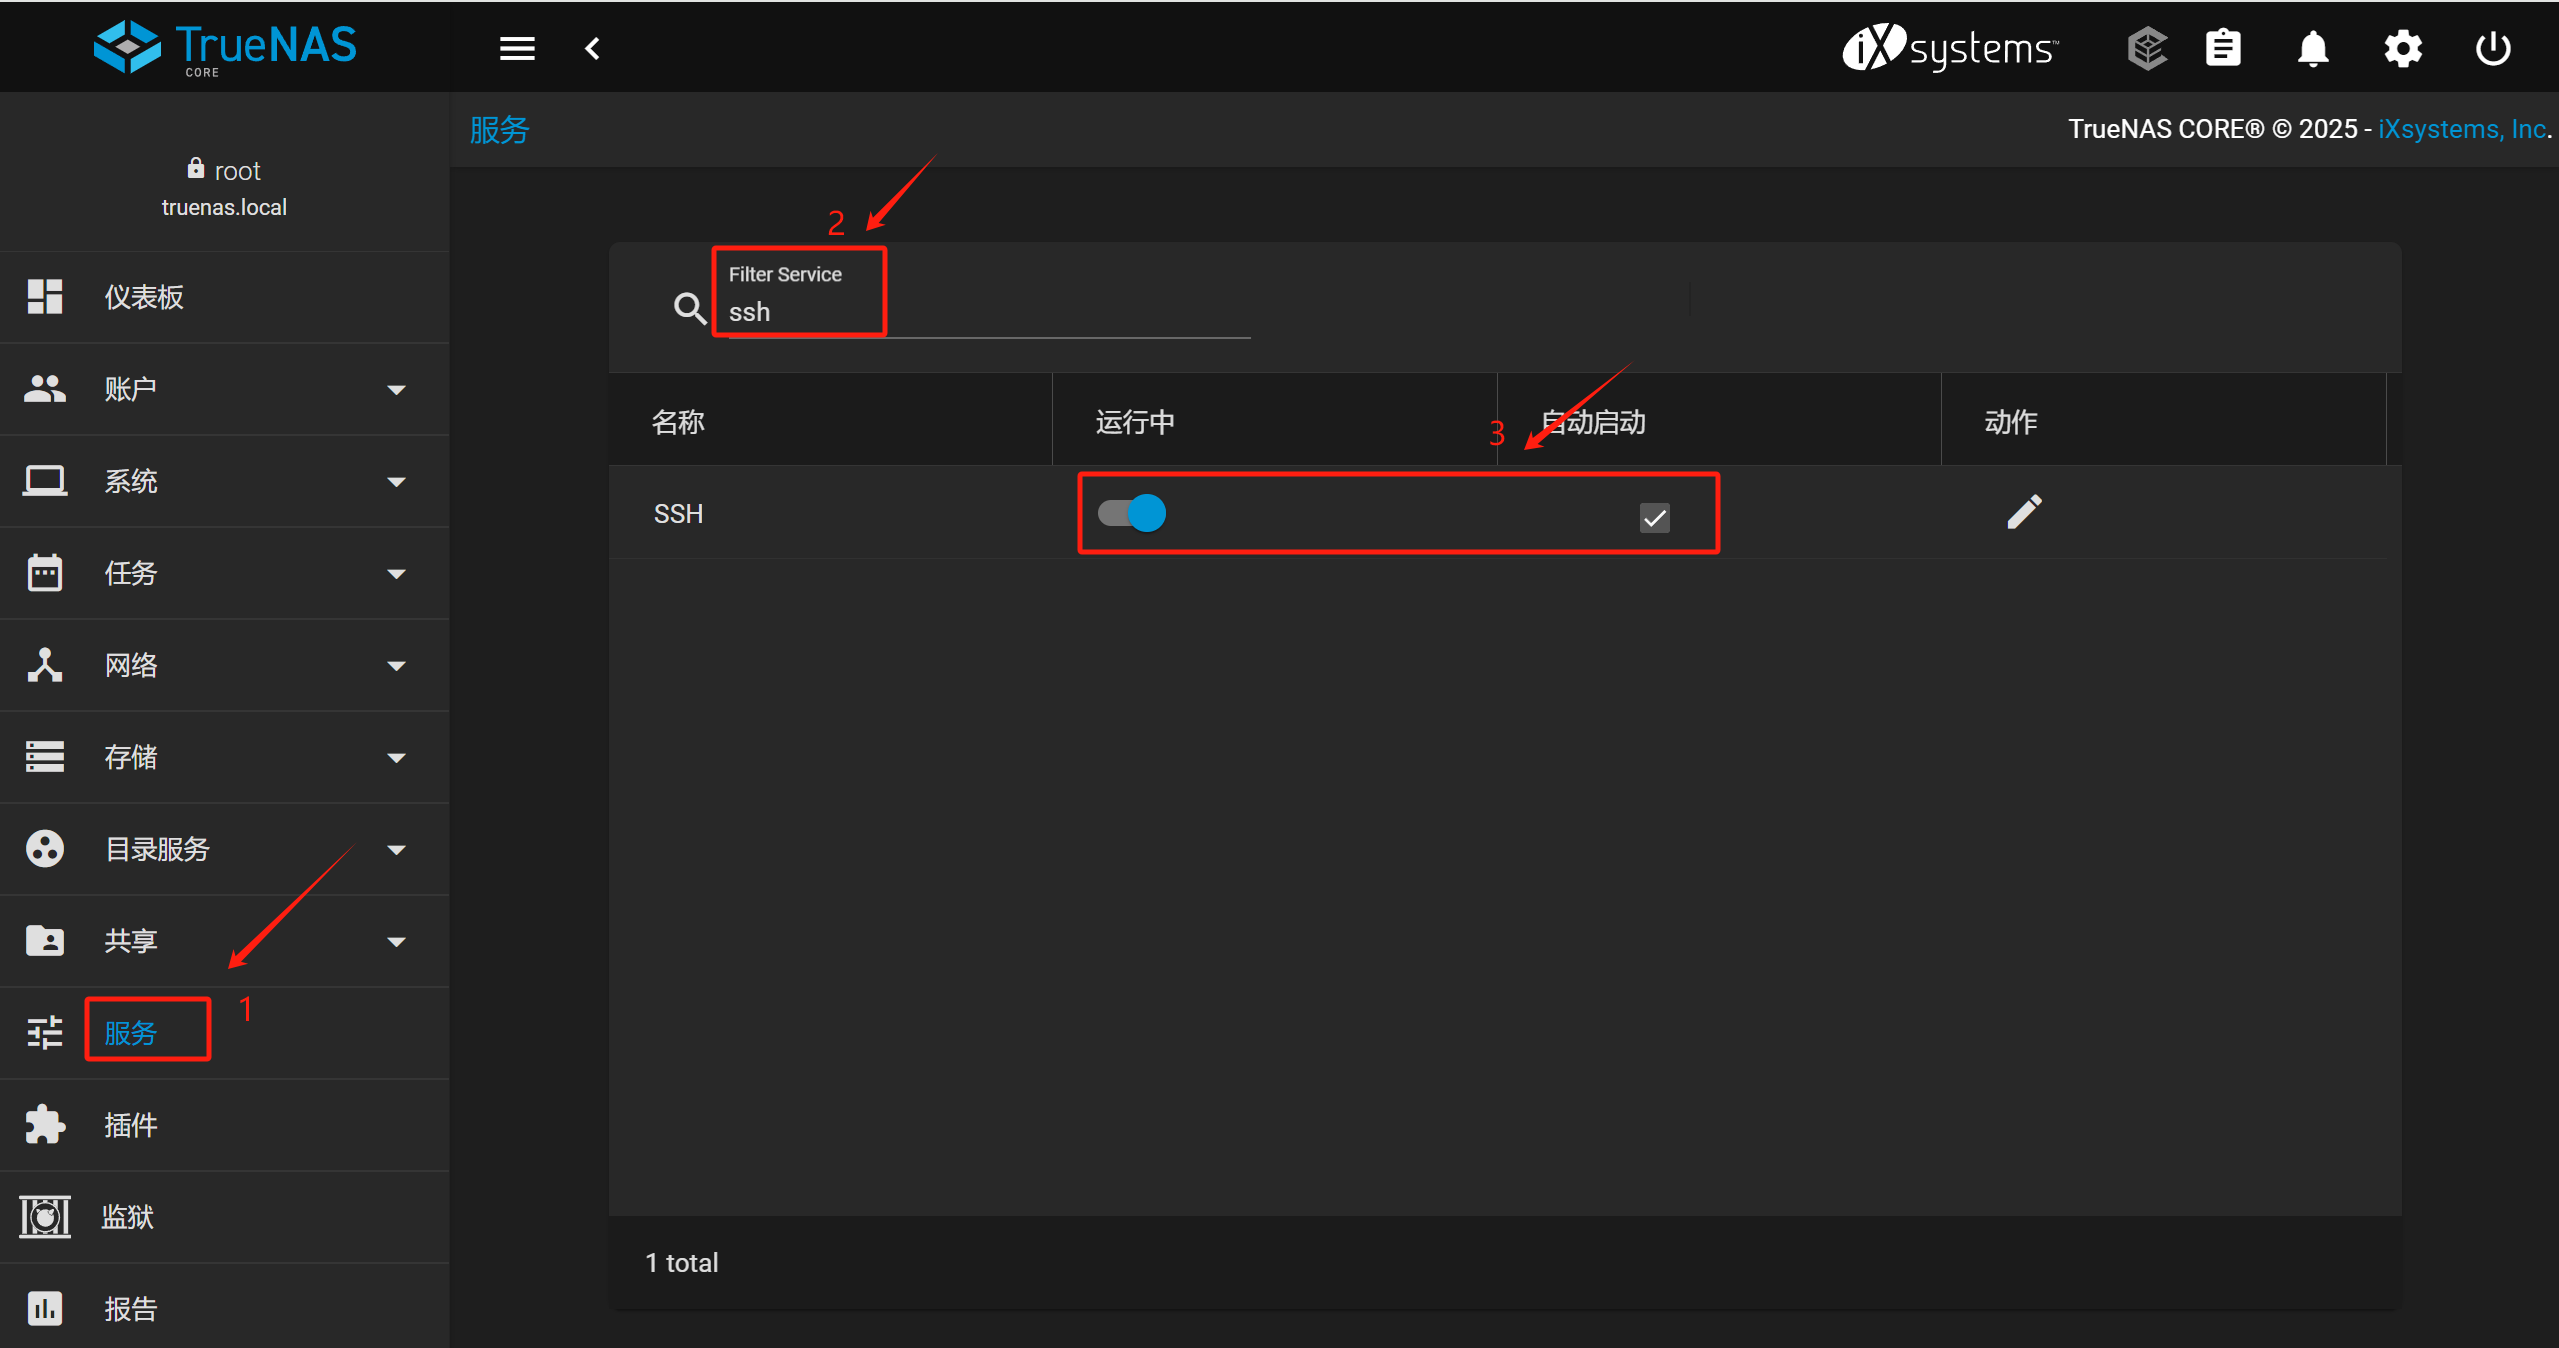 TrueNAS
CORE
iXsystems™
服务
TrueNAS CORE® © 2025 - iXsystems, Inc.
root
truenas.local
仪表板
账户
系统
任务
网络
存储
目录服务
共享
服务
插件
监狱
报告
1
2
Filter Service
ssh
3
名称
运行中
自动启动
动作
SSH
1 total